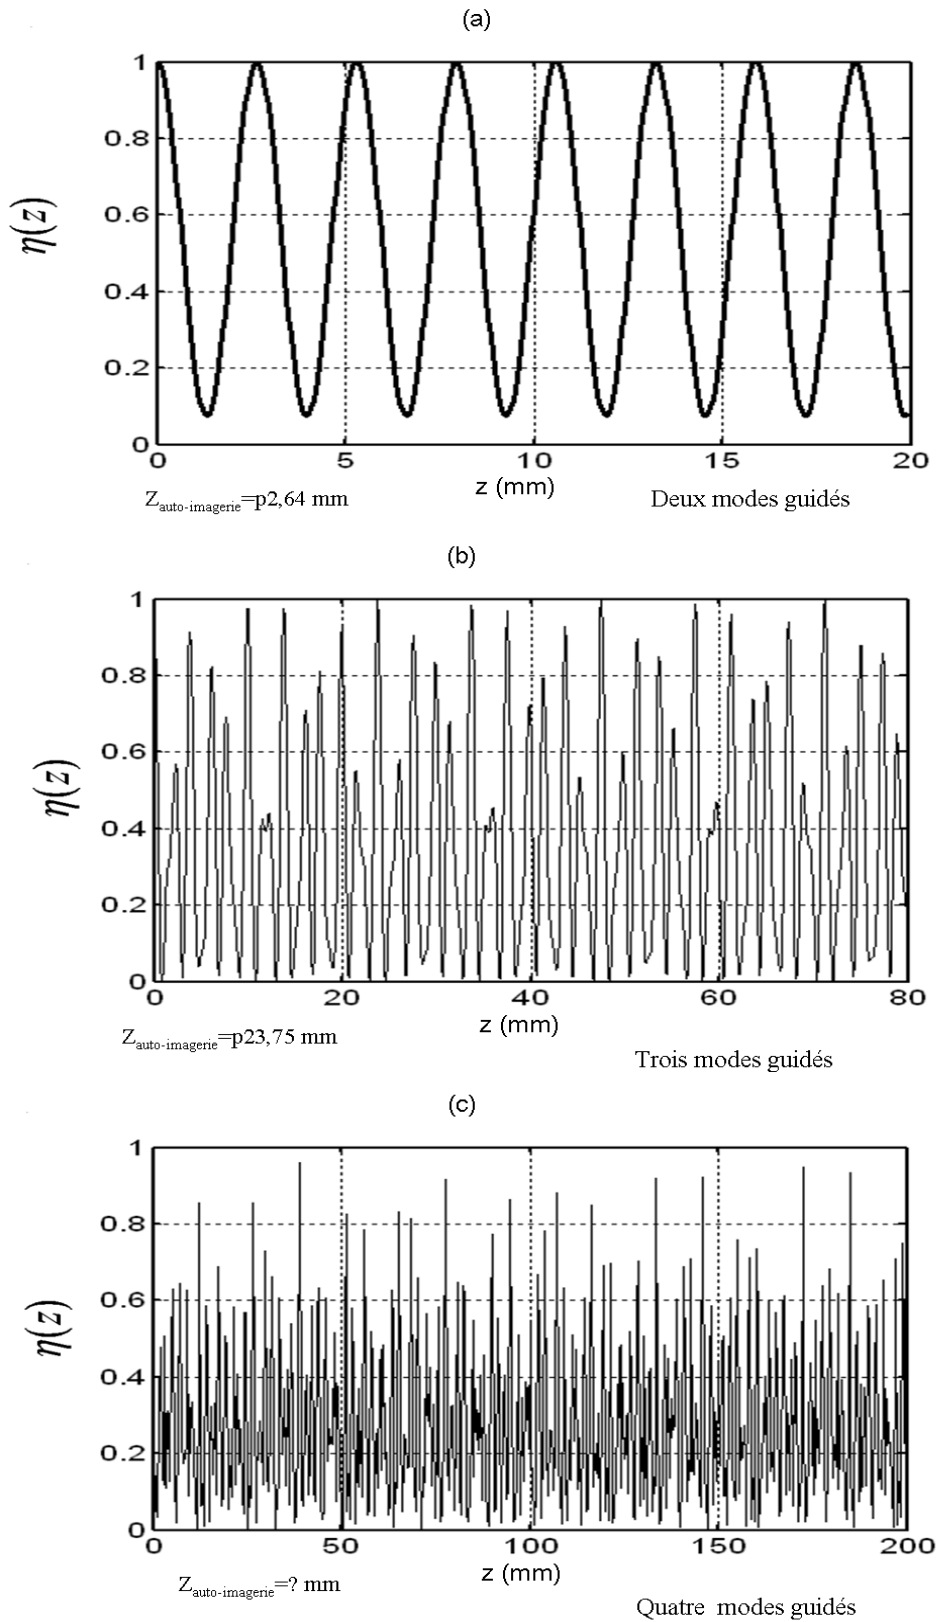 (a)
1
0.8
0.6
0.4
0.2
0
η(z)
0 5 10 15 20
z (mm)
Zauto-imagerie=p2,64 mm
Deux modes guidés
(b)
1
0.8
0.6
0.4
0.2
0
η(z)
0 20 40 60 80
z (mm)
Zauto-imagerie=p23,75 mm
Trois modes guidés
(c)
1
0.8
0.6
0.4
0.2
0
η(z)
0 50 100 150 200
z (mm)
Zauto-imagerie=? mm
Quatre modes guidés